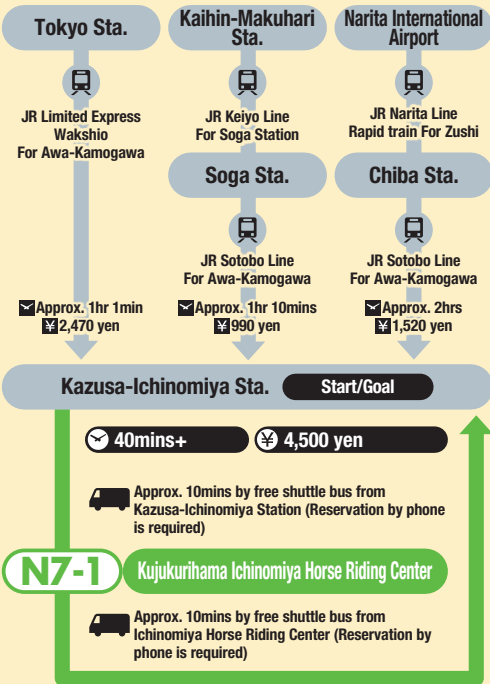 Tokyo Sta.
Kaihin-Makuhari
Sta.
Narita International
Airport
JR Limited Express
Wakshio
For Awa-Kamogawa
JR Keiyo Line
For Soga Station
JR Narita Line
Rapid train For Zushi
Soga Sta.
Chiba Sta.
JR Sotobo Line
For Awa-Kamogawa
JR Sotobo Line
For Awa-Kamogawa
Approx. 1hr 1min
¥2,470 yen
Approx. 1hr 10mins
¥990 yen
Approx. 2hrs
¥1,520 yen
Kazusa-Ichinomiya Sta. Start/Goal
40mins+ ¥ 4,500 yen
Approx. 10mins by free shuttle bus from
Kazusa-Ichinomiya Station (Reservation by phone
is required)
N7-1 Kujukurihama Ichinomiya Horse Riding Center
Approx. 10mins by free shuttle bus from
Ichinomiya Horse Riding Center (Reservation by
phone is required)